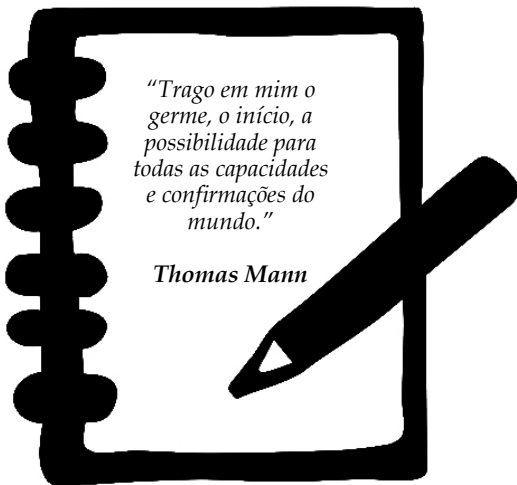 “Trago em mim o
germe, o início, a
possibilidade para
todas as capacidades
e confirmações do
mundo.”
Thomas Mann